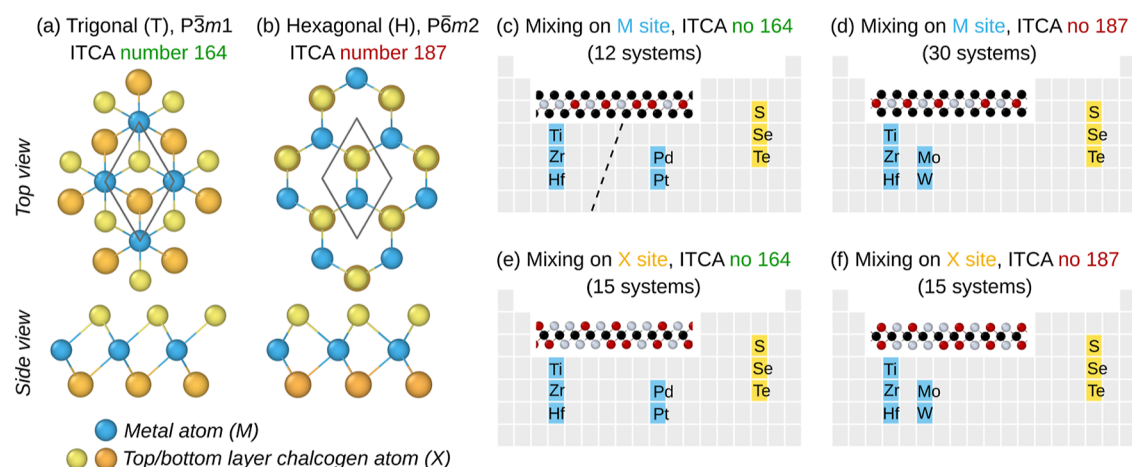 (a) Trigonal (T), P3̅m1
ITCA number 164
(b) Hexagonal (H), P6̅m2
ITCA number 187
(c) Mixing on M site, ITCA no 164
(12 systems)
(d) Mixing on M site, ITCA no 187
(30 systems)
Top view
Side view
S
Ti Se
Zr Pd Te
Hf Pt
S
Ti Se
Zr Mo Te
Hf W
(e) Mixing on X site, ITCA no 164
(15 systems)
(f) Mixing on X site, ITCA no 187
(15 systems)
S
Ti Se
Zr Pd Te
Hf Pt
S
Ti Se
Zr Mo Te
Hf W
Metal atom (M)
Top/bottom layer chalcogen atom (X)